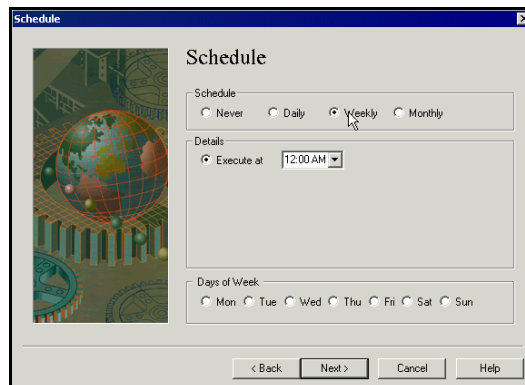 Schedule
Schedule
Schedule
Never Daily Weekly Monthly
Details
Execute at 12:00 AM
Days of Week
Mon Tue Wed Thu Fri Sat Sun
< Back Next > Cancel Help